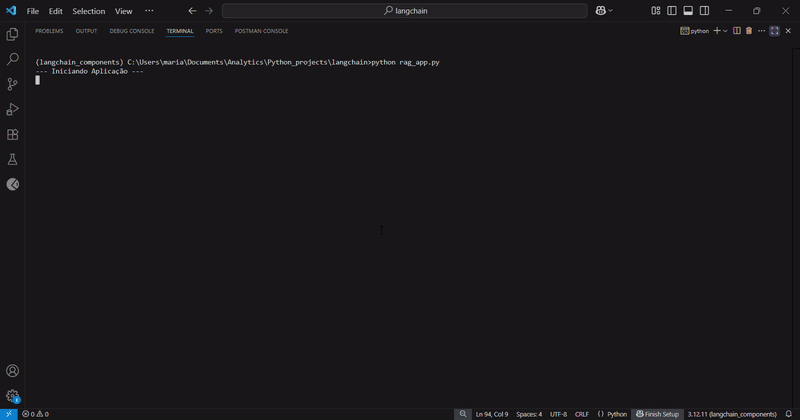 File Edit Selection View ··· langchain
PROBLEMS OUTPUT DEBUG CONSOLE TERMINAL PORTS POSTMAN CONSOLE python
(langchain_components) C:\Users\maria\Documents\Analytics\Python_projects\langchain>python rag_app.py
--- Iniciando Aplicação ---
0 0 Ln 94, Col 9 Spaces: 4 UTF-8 CRLF {} Python Finish Setup 3.12.11 (langchain_components)